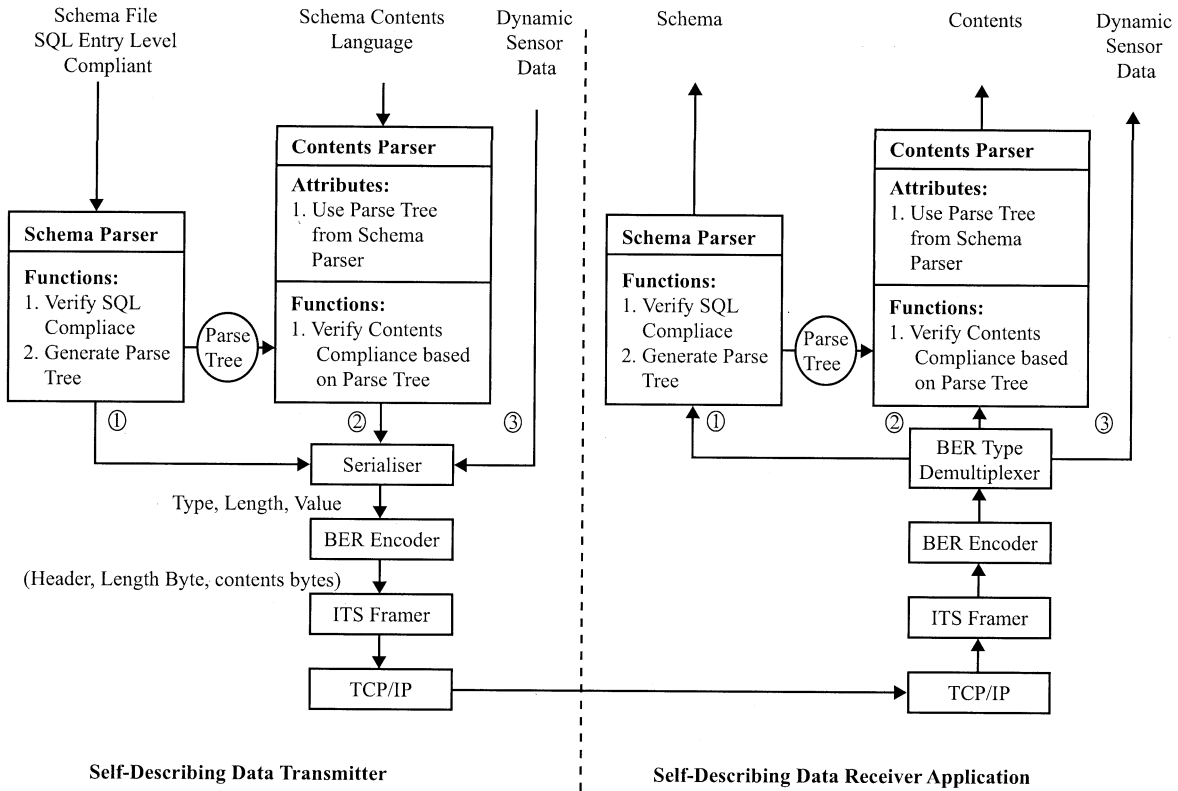 Schema File
SQL Entry Level
Compliant
Schema Contents
Language
Dynamic
Sensor
Data
Contents Parser
Attributes:
1. Use Parse Tree
from Schema
Parser
Functions:
1. Verify Contents
Compliance based
on Parse Tree
Schema Parser
Functions:
1. Verify SQL
Compliace
2. Generate Parse
Tree
Parse
Tree
①
②
③
Serialiser
Type, Length, Value
BER Encoder
(Header, Length Byte, contents bytes)
ITS Framer
TCP/IP
Self-Describing Data Transmitter
Schema
Contents
Dynamic
Sensor
Data
Contents Parser
Attributes:
1. Use Parse Tree
from Schema
Parser
Functions:
1. Verify Contents
Compliance based
on Parse Tree
Schema Parser
Functions:
1. Verify SQL
Compliace
2. Generate Parse
Tree
Parse
Tree
①
②
③
BER Type
Demultiplexer
BER Encoder
ITS Framer
TCP/IP
Self-Describing Data Receiver Application